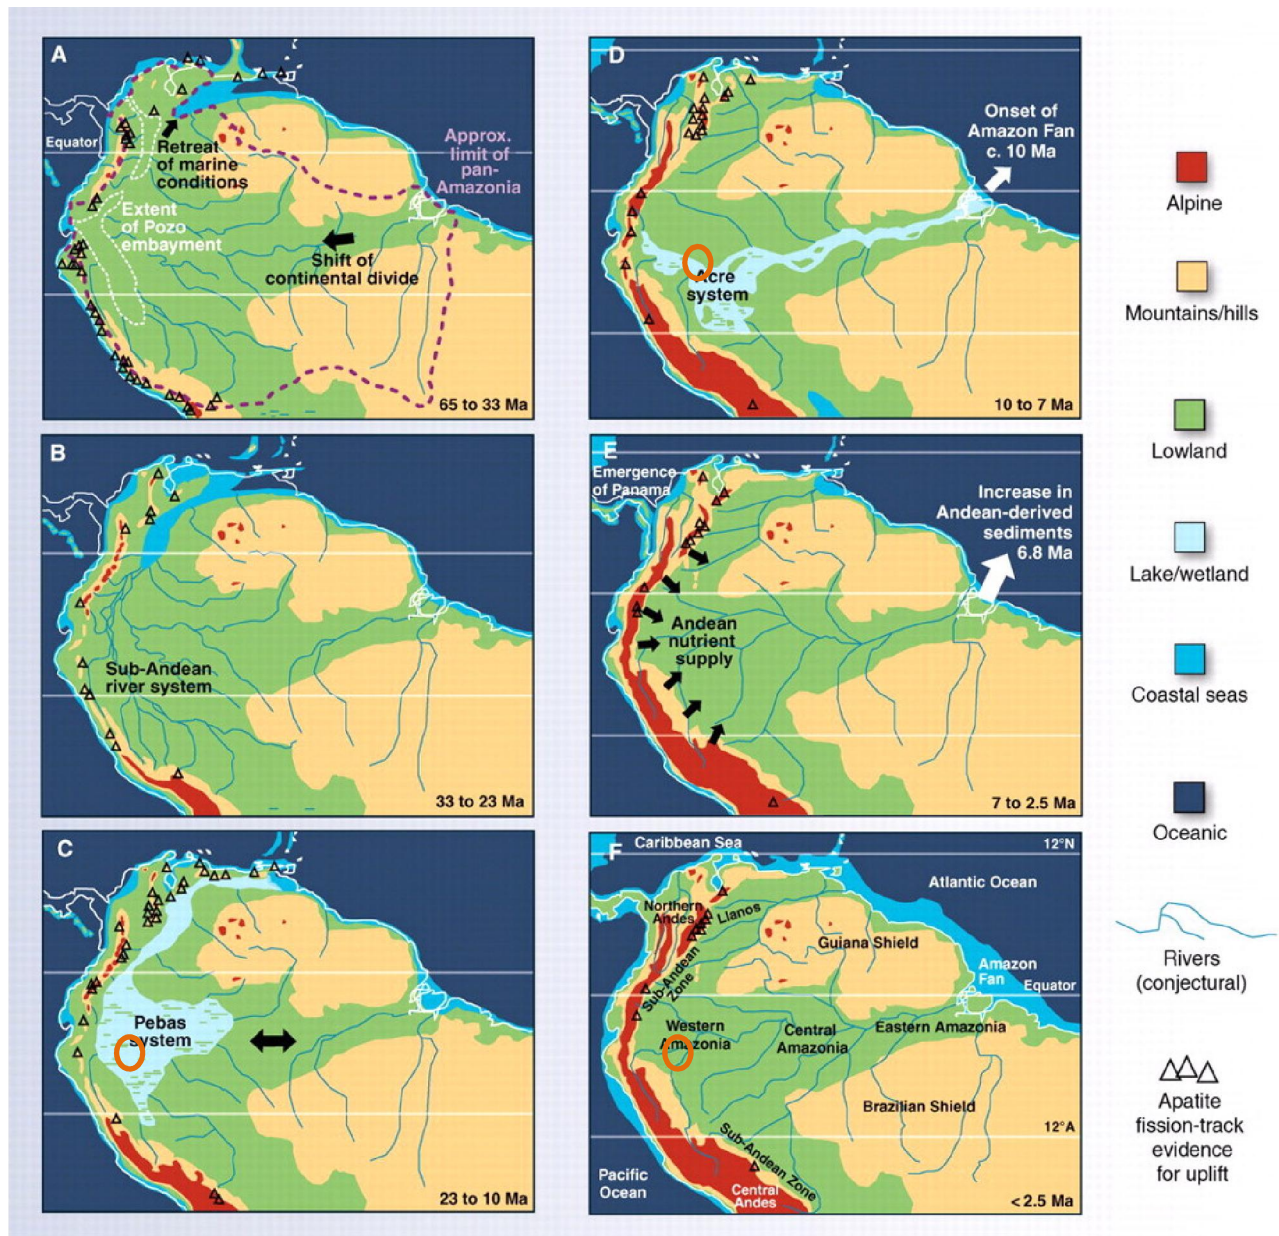 A
Equator
Retreat
of marine
conditions
Approx.
limit of
pan-
Amazonia
Extent
of Pozo
embayment
Shift of
continental divide
65 to 33 Ma
B
Sub-Andean
river system
33 to 23 Ma
C
Pebas
system
23 to 10 Ma
D
Onset of
Amazon Fan
c. 10 Ma
Acre
system
10 to 7 Ma
E
Emergence
of Panama
Increase in
Andean-derived
sediments
6.8 Ma
Andean
nutrient
supply
7 to 2.5 Ma
F
Caribbean Sea
12°N
Atlantic Ocean
Northern
Andes
Llanos
Guiana Shield
Sub-Andean
Zone
Amazon
Fan
Equator
Western
Amazonia
Central
Amazonia
Eastern Amazonia
Brazilian Shield
12°A
Sub-Andean Zone
Pacific
Ocean
Central
Andes
< 2.5 Ma
Alpine
Mountains/hills
Lowland
Lake/wetland
Coastal seas
Oceanic
Rivers
(conjectural)
Apatite
fission-track
evidence
for uplift